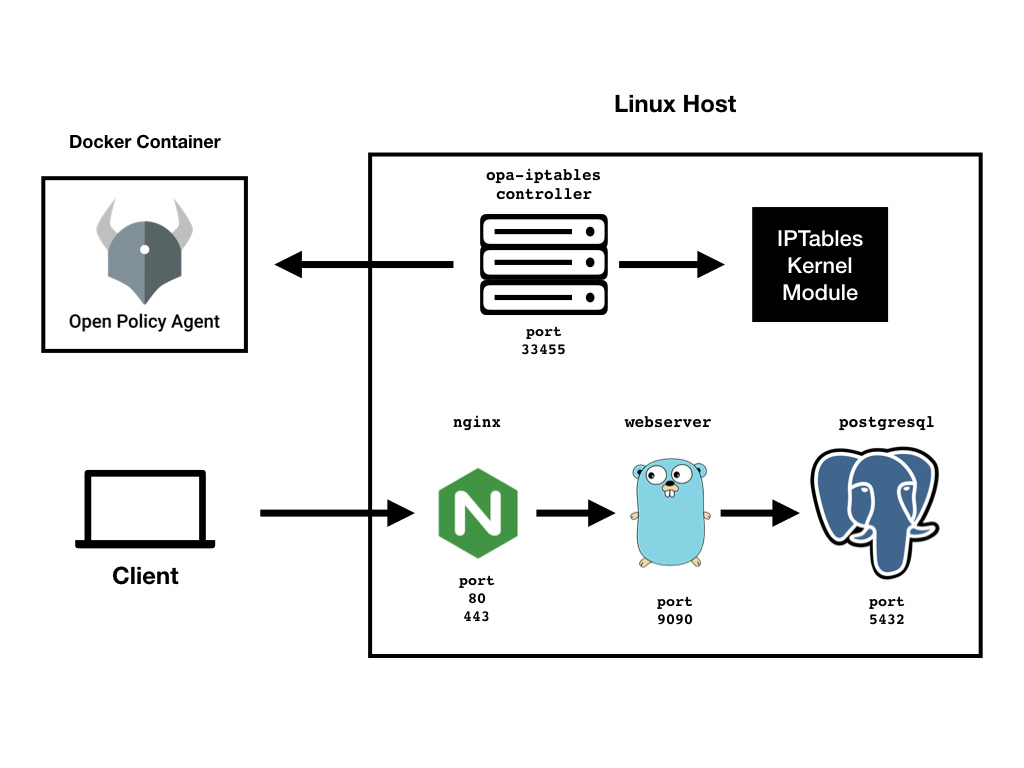 Linux Host
Docker Container
Open Policy Agent
opa-iptables
controller
port
33455
IPTables
Kernel
Module
Client
nginx
N
port
80
443
webserver
port
9090
postgresql
port
5432